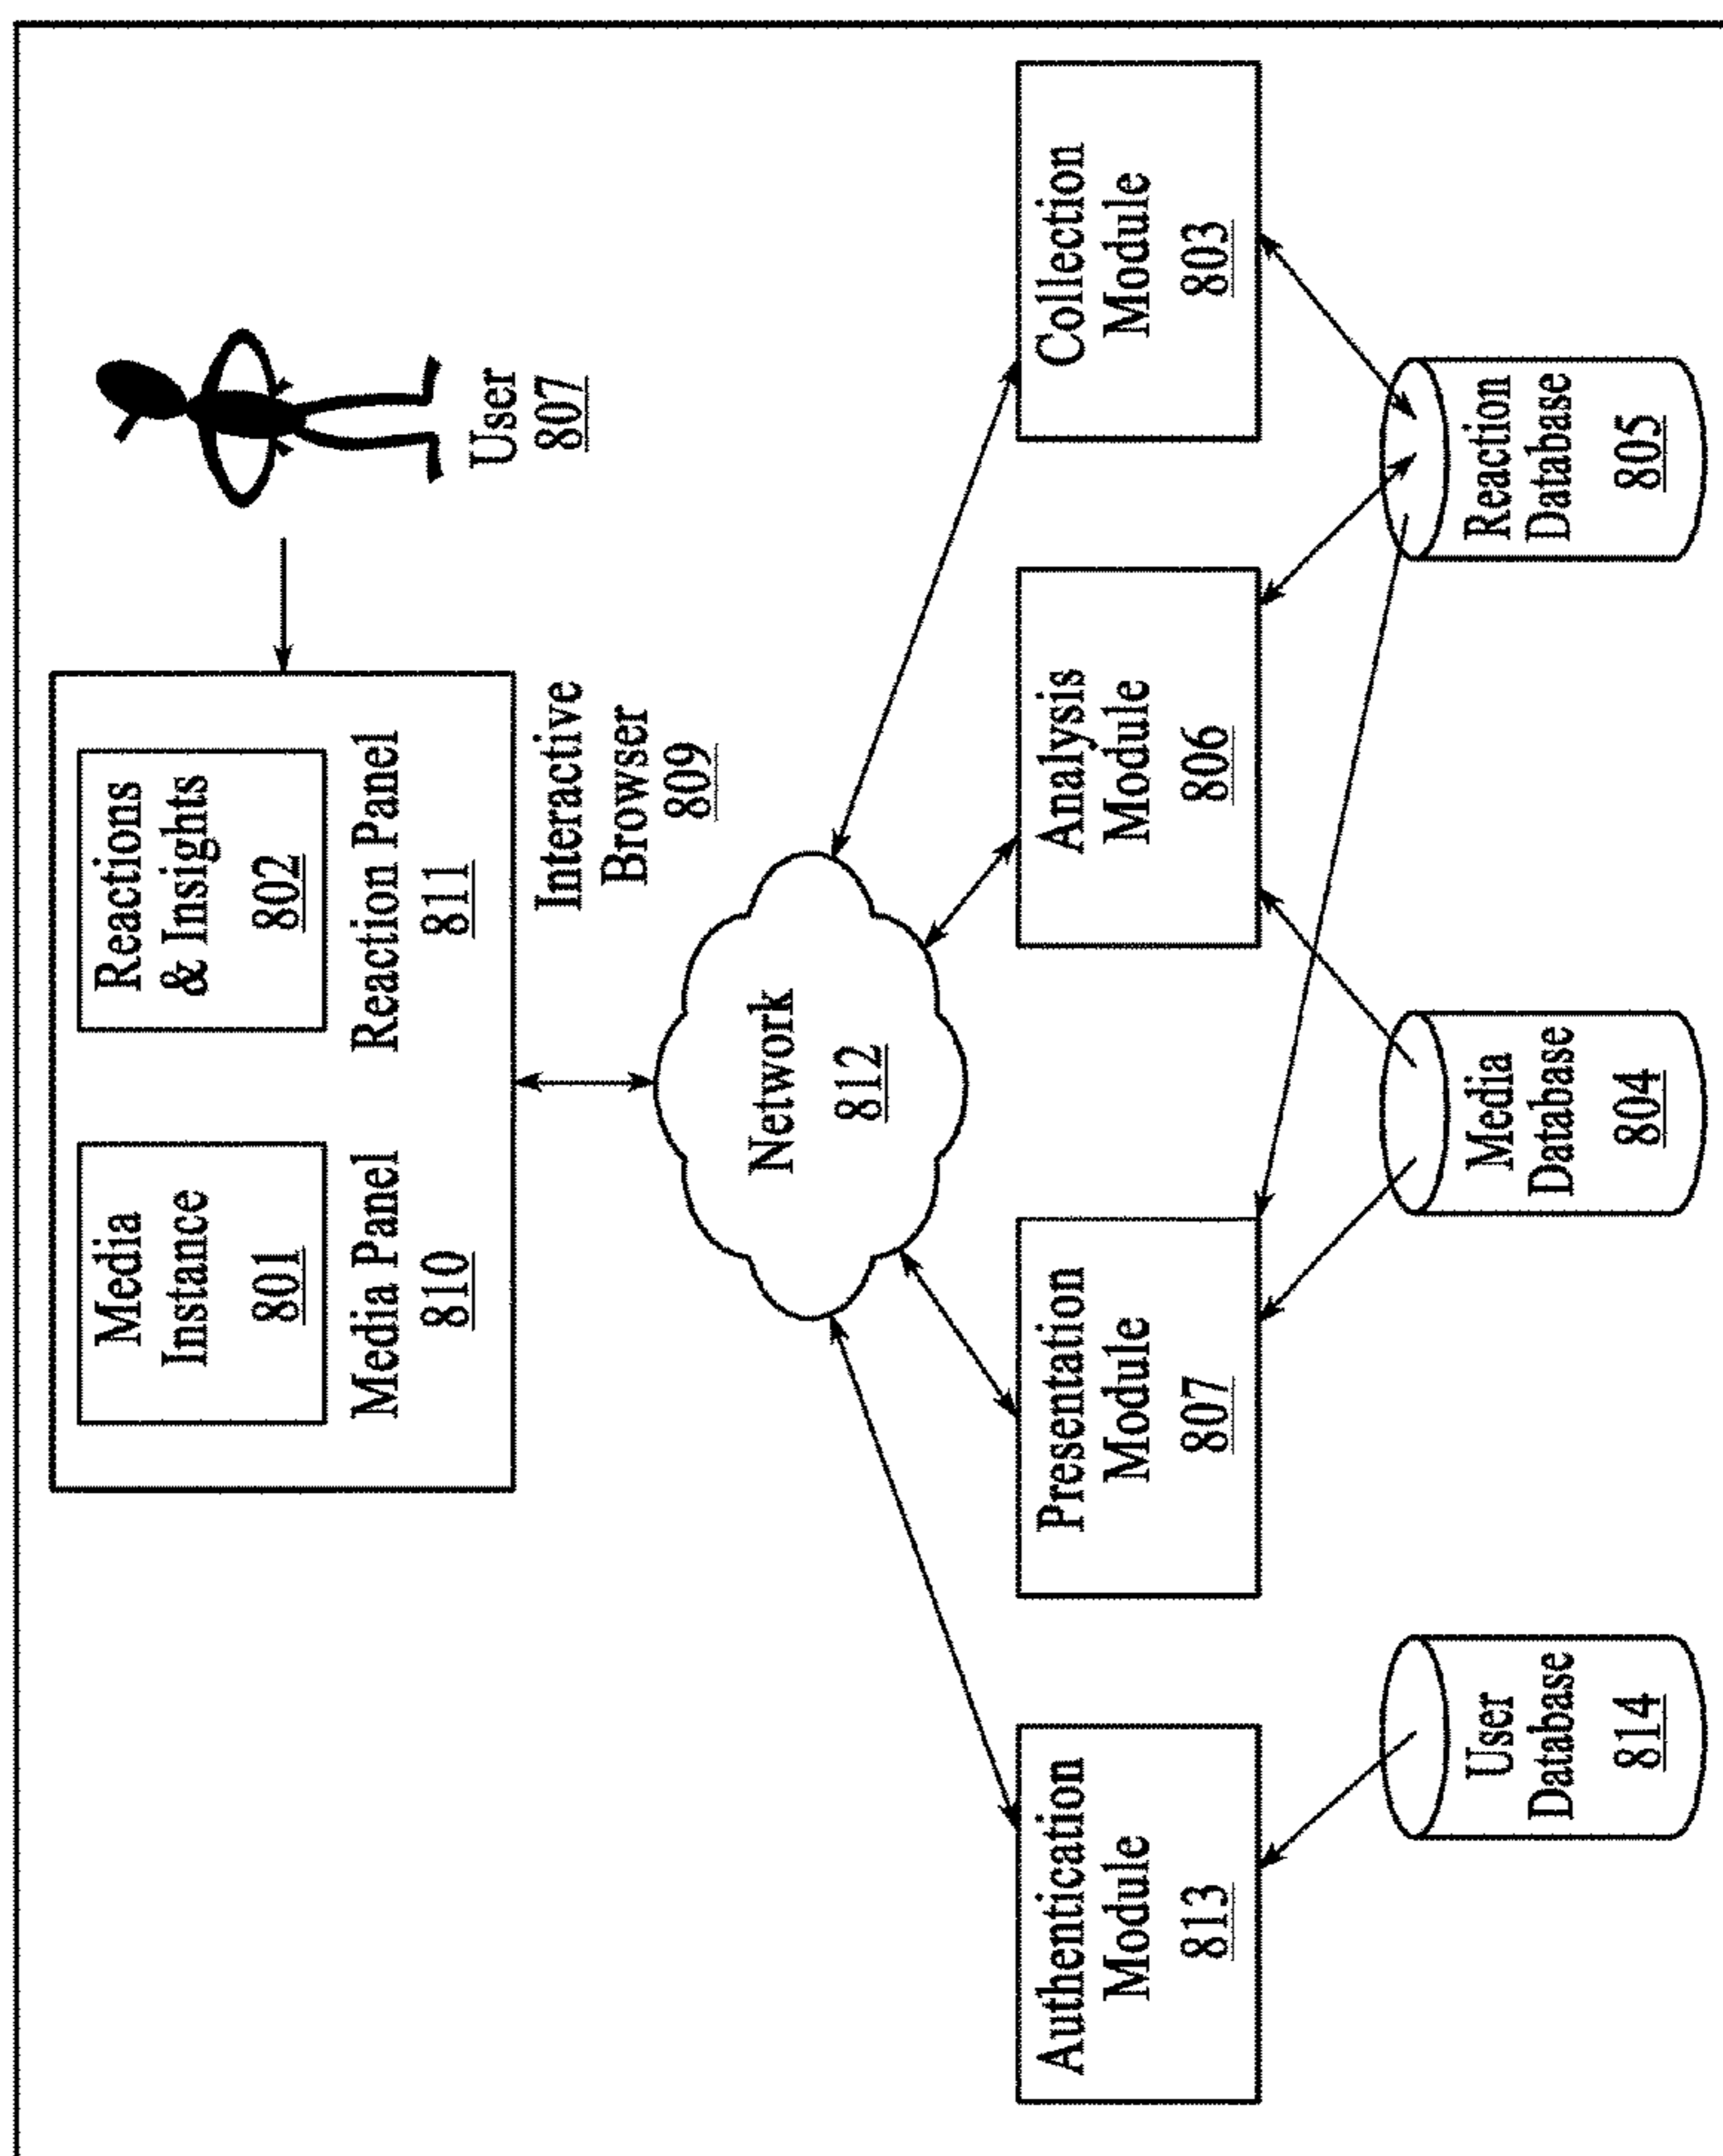 Media
Instance
801
Media Panel
810
Reactions
& Insights
802
Reaction Panel
811
User
807
Interactive
Browser
809
Network
812
Authentication
Module
813
Presentation
Module
807
Analysis
Module
806
Collection
Module
803
User
Database
814
Media
Database
804
Reaction
Database
805